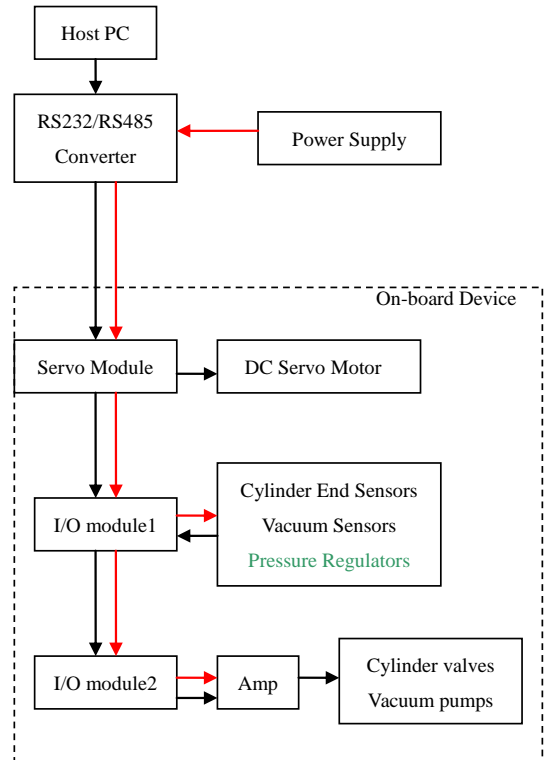 Host PC
RS232/RS485
Converter
Power Supply
On-board Device
Servo Module
DC Servo Motor
I/O module1
Cylinder End Sensors
Vacuum Sensors
Pressure Regulators
I/O module2
Amp
Cylinder valves
Vacuum pumps